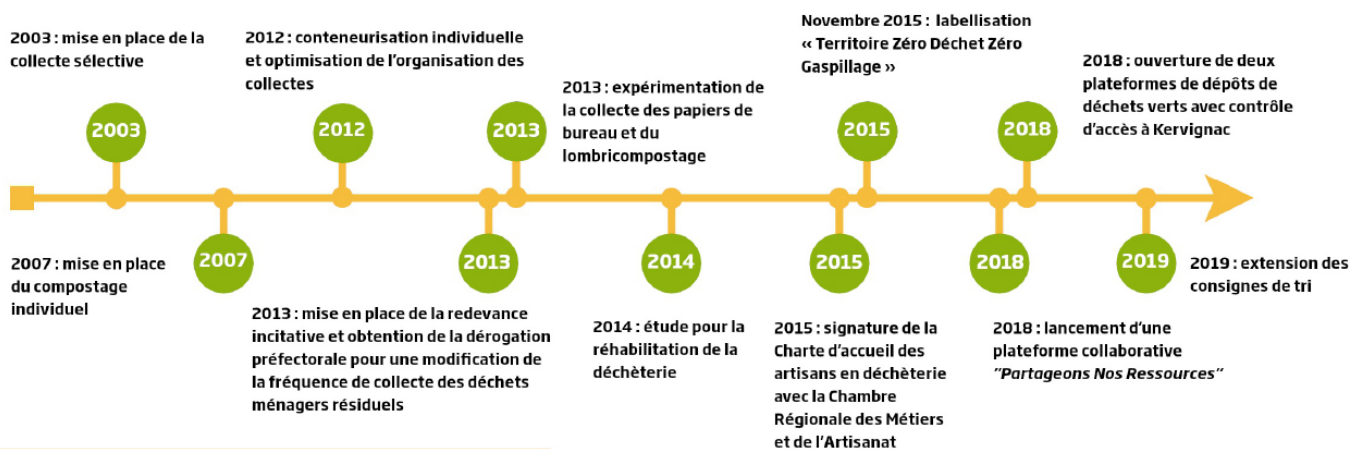 2003 : mise en place de la
collecte sélective
2012 : conteneurisation individuelle
et optimisation de l'organisation des
collectes
2013 : expérimentation de
la collecte des papiers de
bureau et du
lombricompostage
Novembre 2015 : labellisation
« Territoire Zéro Déchet Zéro
Gaspillage »
2018 : ouverture de deux
plateformes de dépôts de
déchets verts avec contrôle
d'accès à Kervignac
2003
2012
2013
2015
2018
2007
2013
2014
2015
2018
2019
2007 : mise en place
du compostage
individuel
2013 : mise en place de la redevance
incitative et obtention de la dérogation
préfectorale pour une modification de
la fréquence de collecte des déchets
ménagers résiduels
2014 : étude pour la
réhabilitation de la
déchèterie
2015 : signature de la
Charte d'accueil des
artisans en déchèterie
avec la Chambre
Régionale des Métiers
et de l'Artisanat
2018 : lancement d'une
plateforme collaborative
"Partageons Nos Ressources"
2019 : extension des
consignes de tri